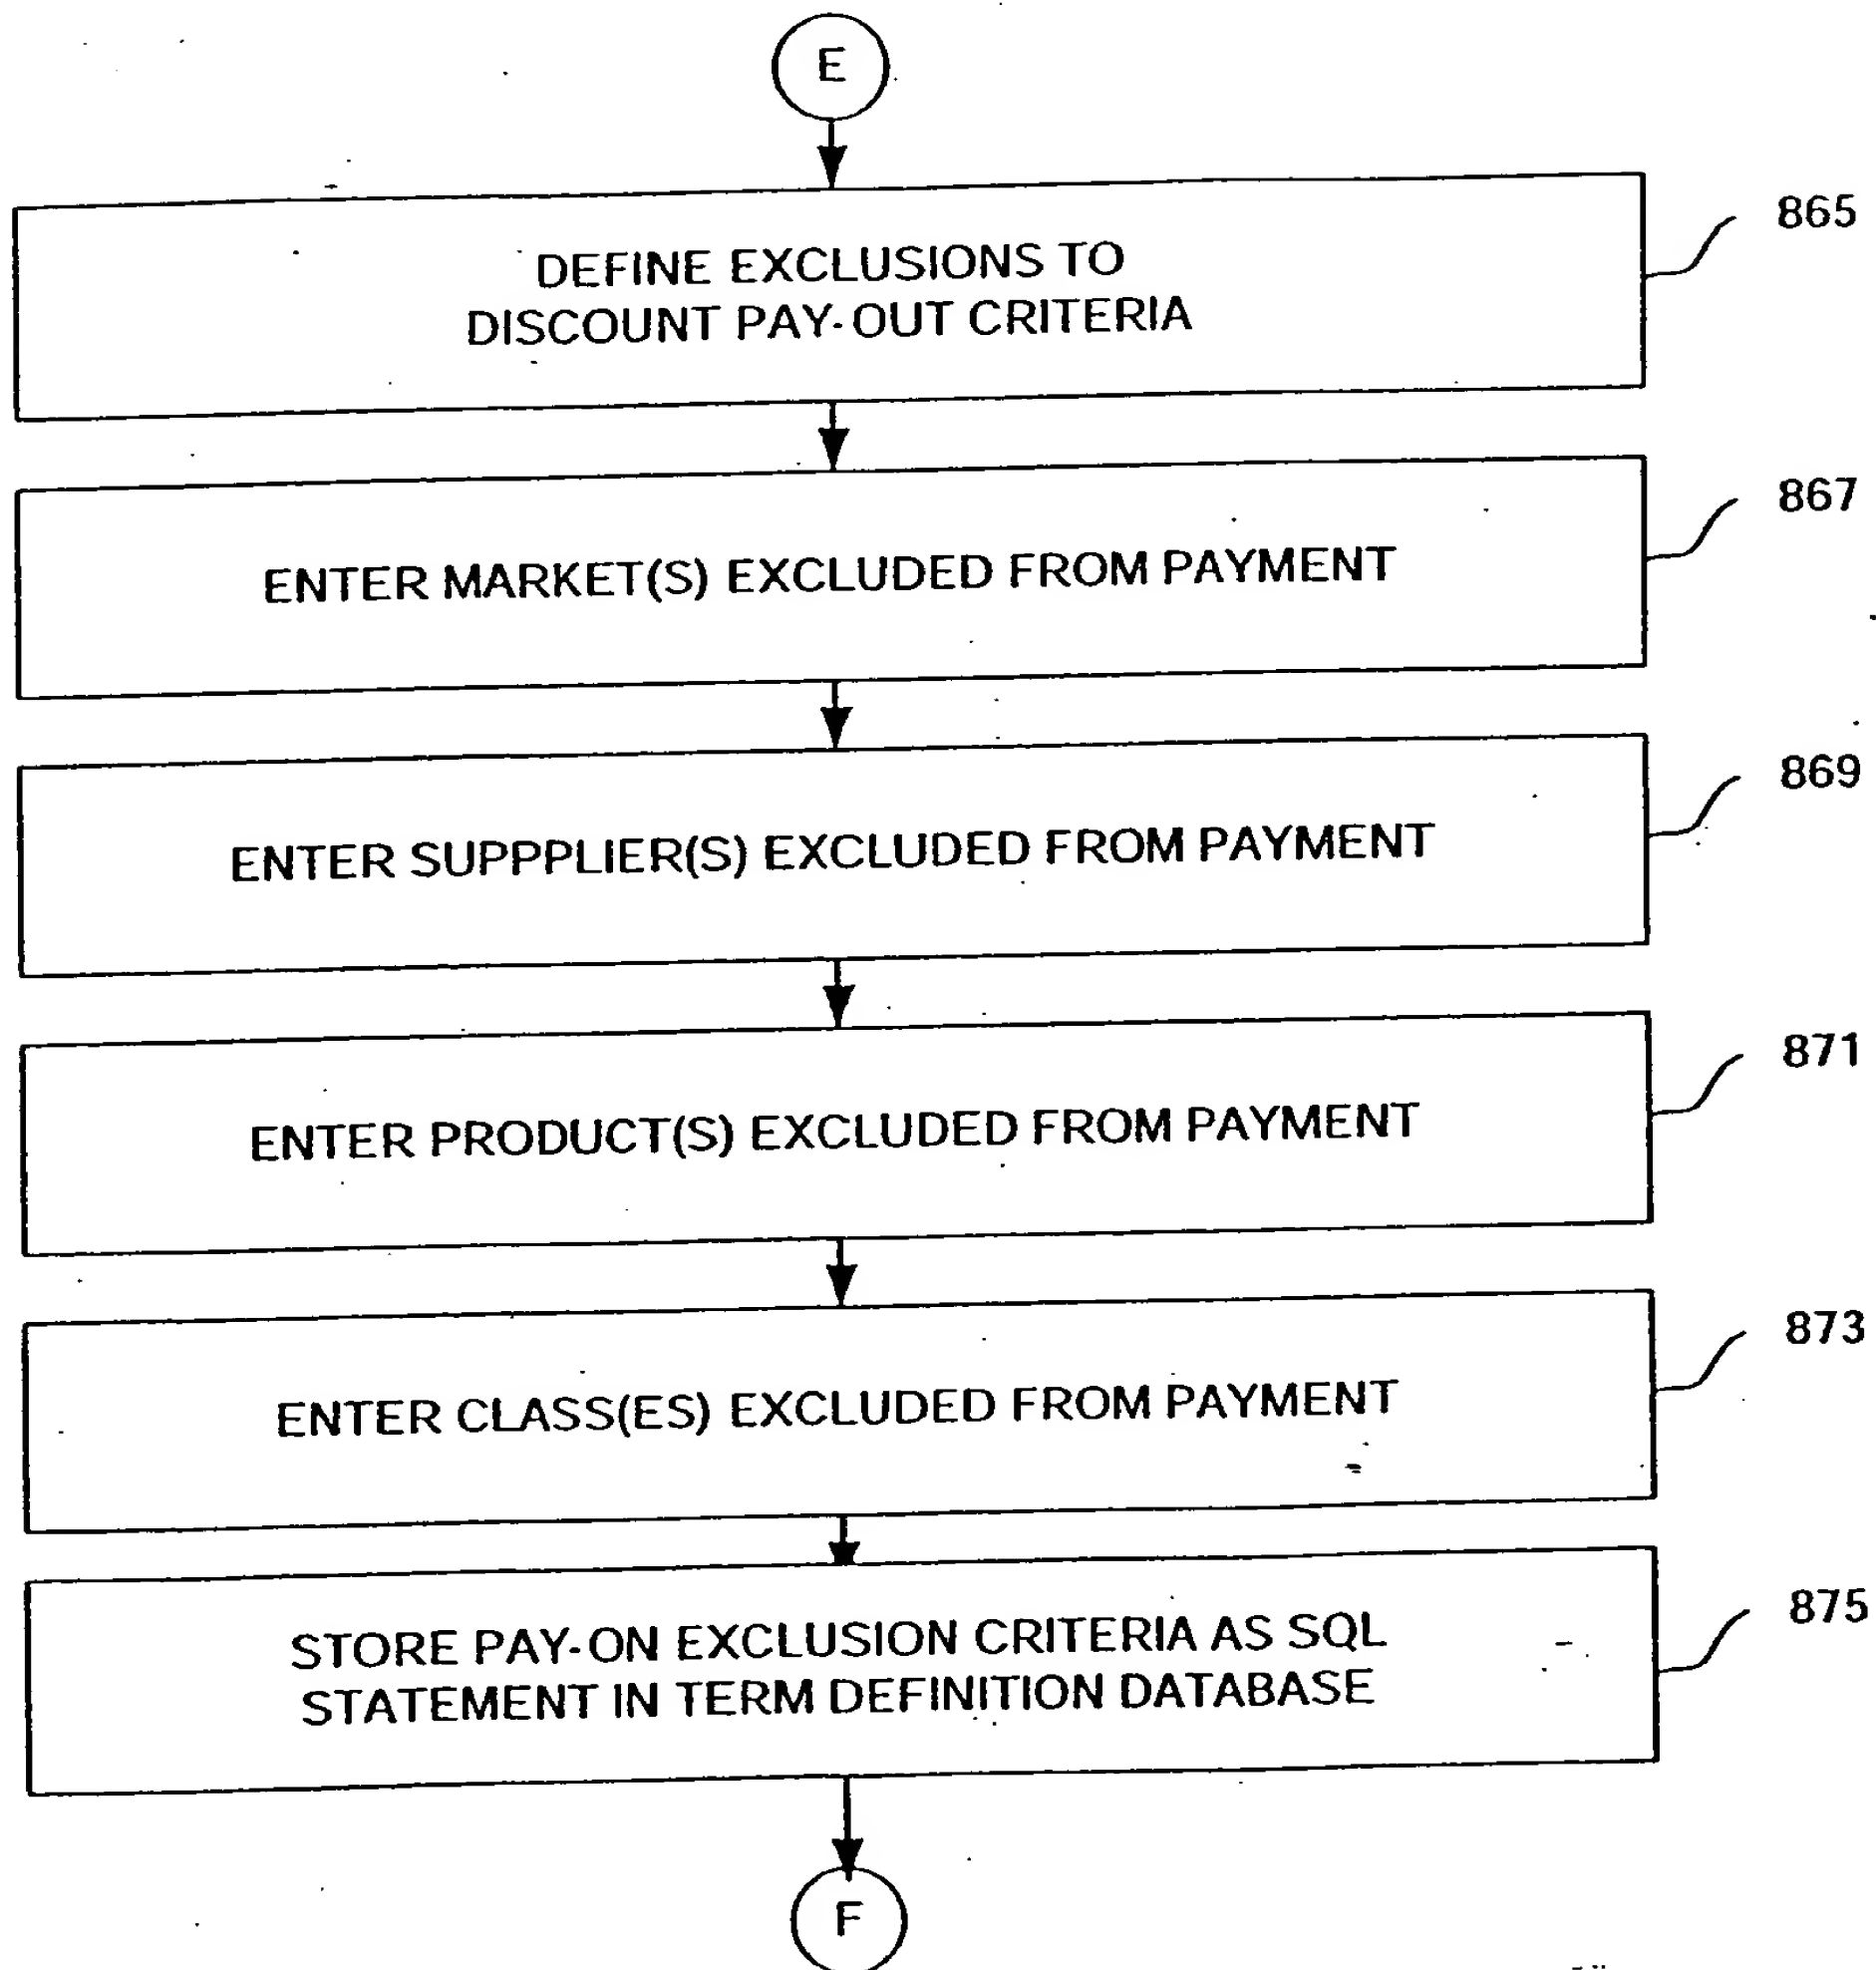 E
865
DEFINE EXCLUSIONS TO
DISCOUNT PAY-OUT CRITERIA
867
ENTER MARKET(S) EXCLUDED FROM PAYMENT
869
ENTER SUPPPLIER(S) EXCLUDED FROM PAYMENT
871
ENTER PRODUCT(S) EXCLUDED FROM PAYMENT
873
ENTER CLASS(ES) EXCLUDED FROM PAYMENT
875
STORE PAY-ON EXCLUSION CRITERIA AS SQL
STATEMENT IN TERM DEFINITION DATABASE
F